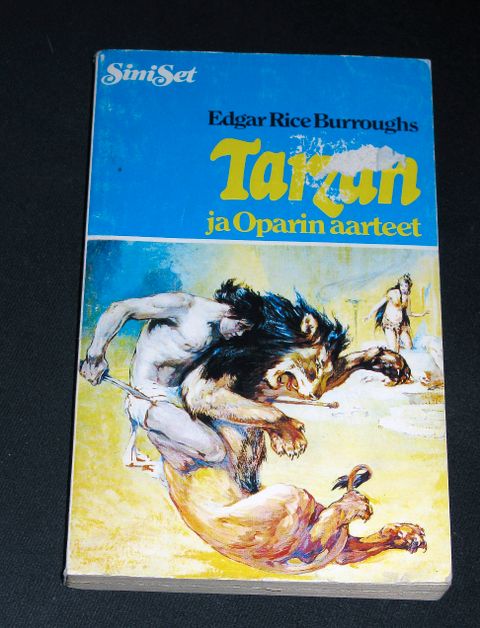 SiniSet
Edgar Rice Burroughs
Tarzan
ja Oparin aarteet